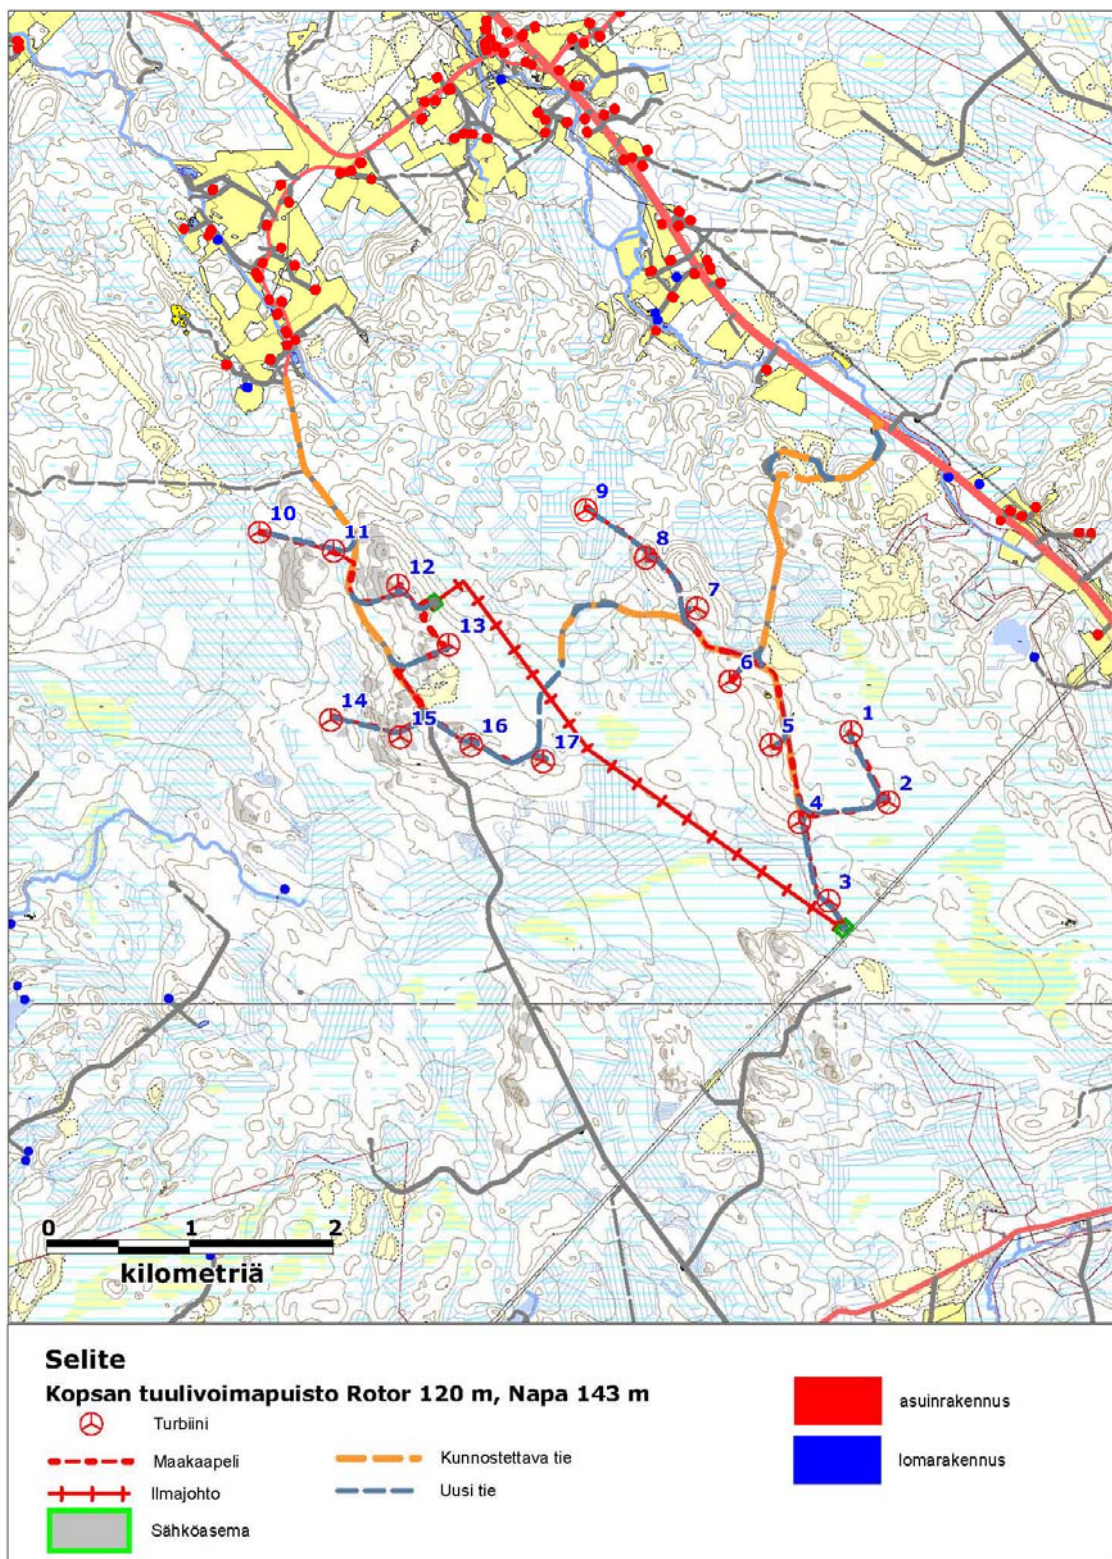 9
10
11
8
12
7
13
6
14
15
16
17
5
1
2
4
3
0 1 2
kilometriä
Selite
Kopsan tuulivoimapuisto Rotor 120 m, Napa 143 m
Turbiini
asuinrakennus
Maakaapeli
Kunnostettava tie
lomarakennus
Ilmajohto
Uusi tie
Sähköasema